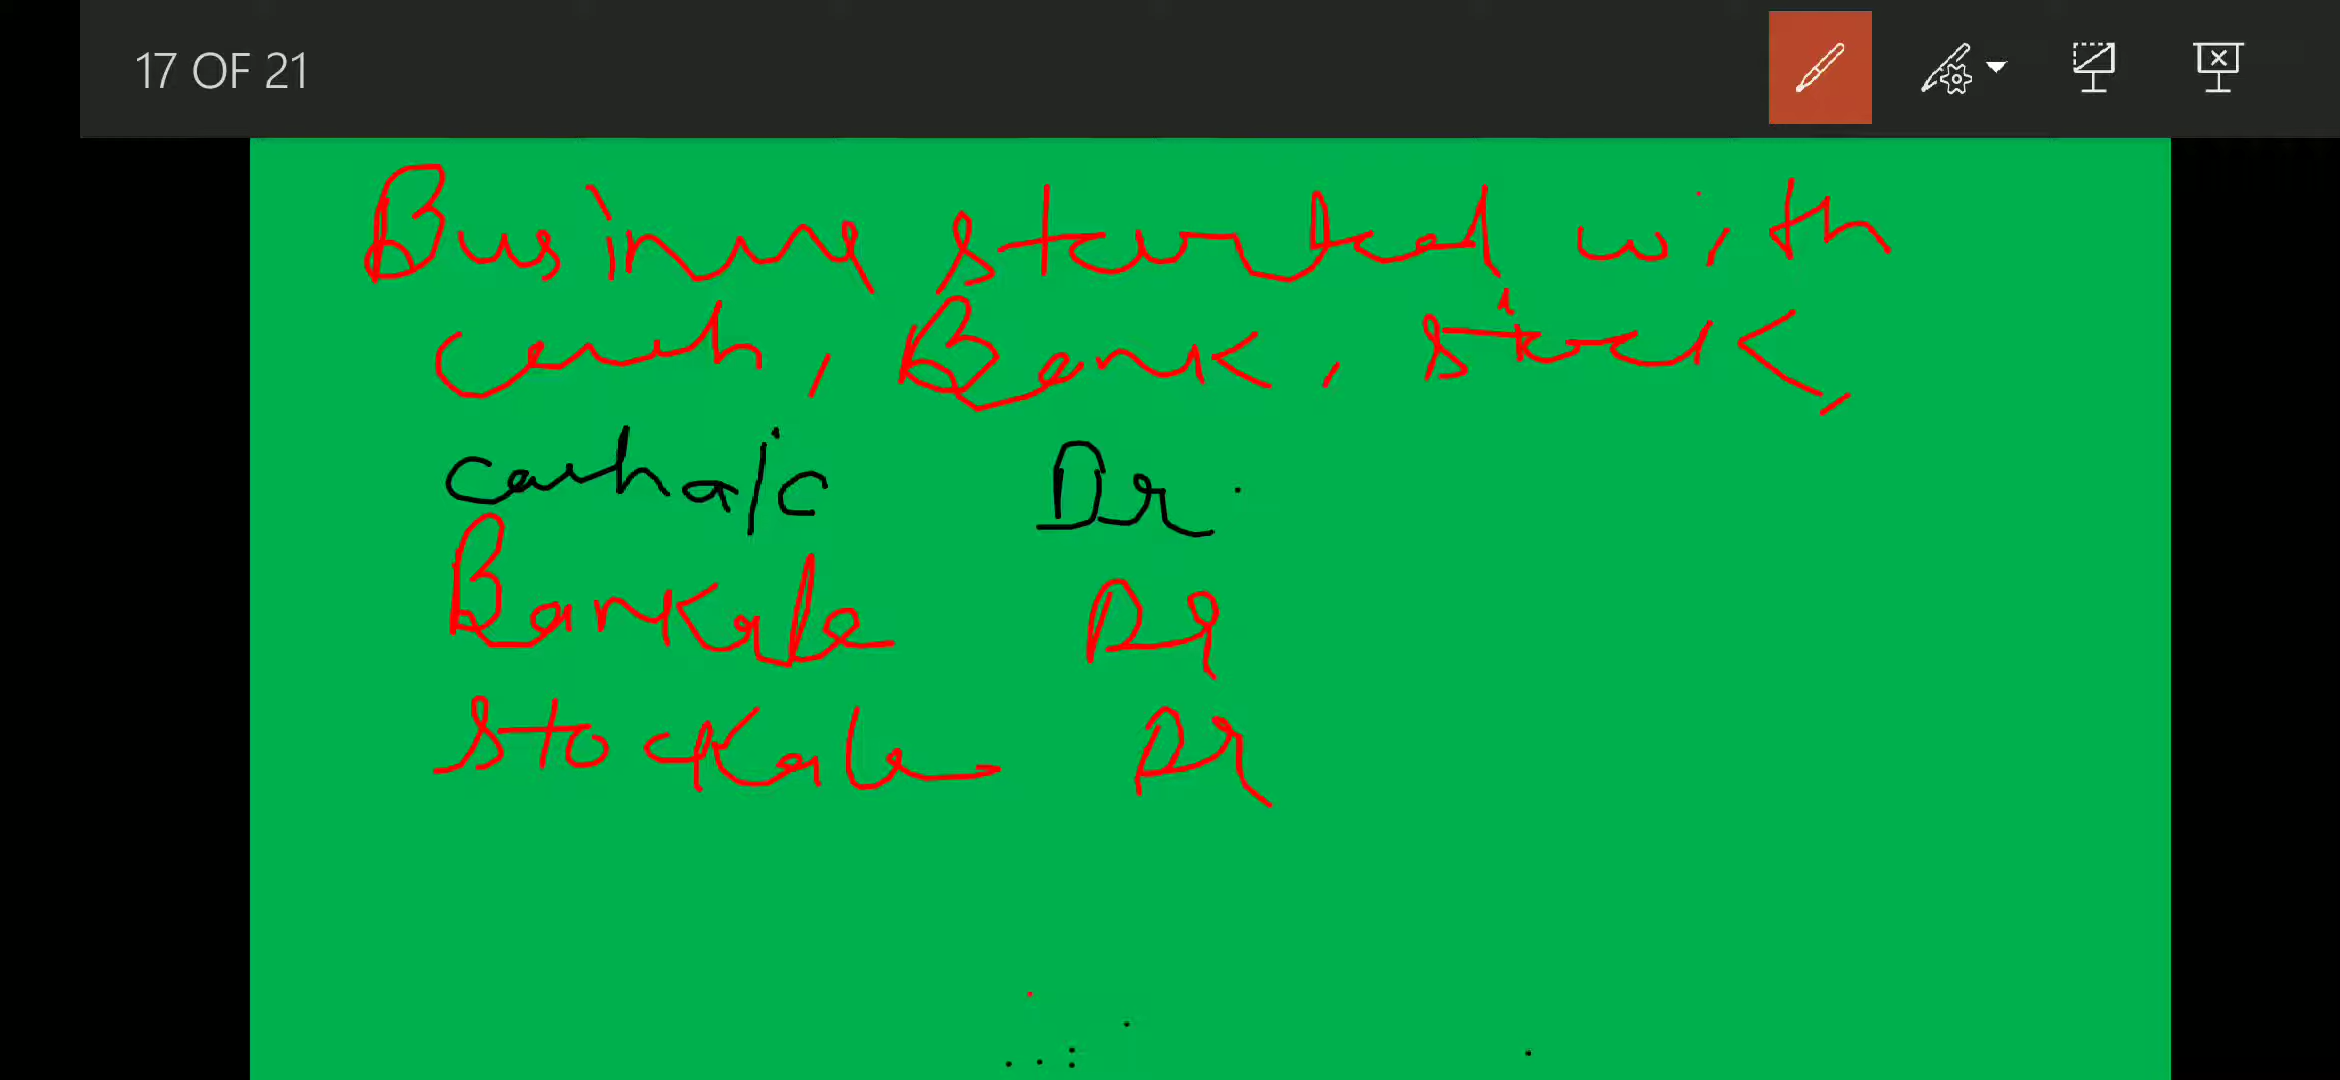 17 OF 21
Business started with
cash, Bank, stock,
cash a/c Dr.
Bank a/c Dr
Stock a/c Dr